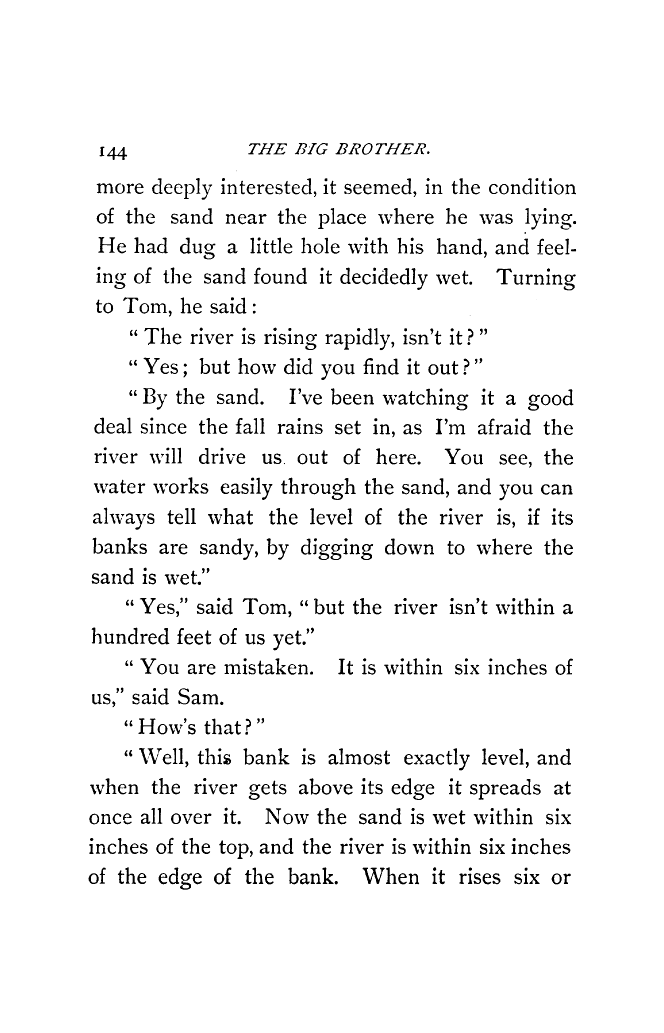 144 THE BIG BROTHER.
more deeply interested, it seemed, in the condition
of the sand near the place where he was lying.
He had dug a little hole with his hand, and feel-
ing of the sand found it decidedly wet. Turning
to Tom, he said:
"The river is rising rapidly, isn't it?"
"Yes; but how did you find it out?"
"By the sand. I've been watching it a good
deal since the fall rains set in, as I'm afraid the
river will drive us out of here. You see, the
water works easily through the sand, and you can
always tell what the level of the river is, if its
banks are sandy, by digging down to where the
sand is wet."
"Yes," said Tom, "but the river isn't within a
hundred feet of us yet."
"You are mistaken. It is within six inches of
us," said Sam.
"How's that?"
"Well, this bank is almost exactly level, and
when the river gets above its edge it spreads at
once all over it. Now the sand is wet within six
inches of the top, and the river is within six inches
of the edge of the bank. When it rises six or